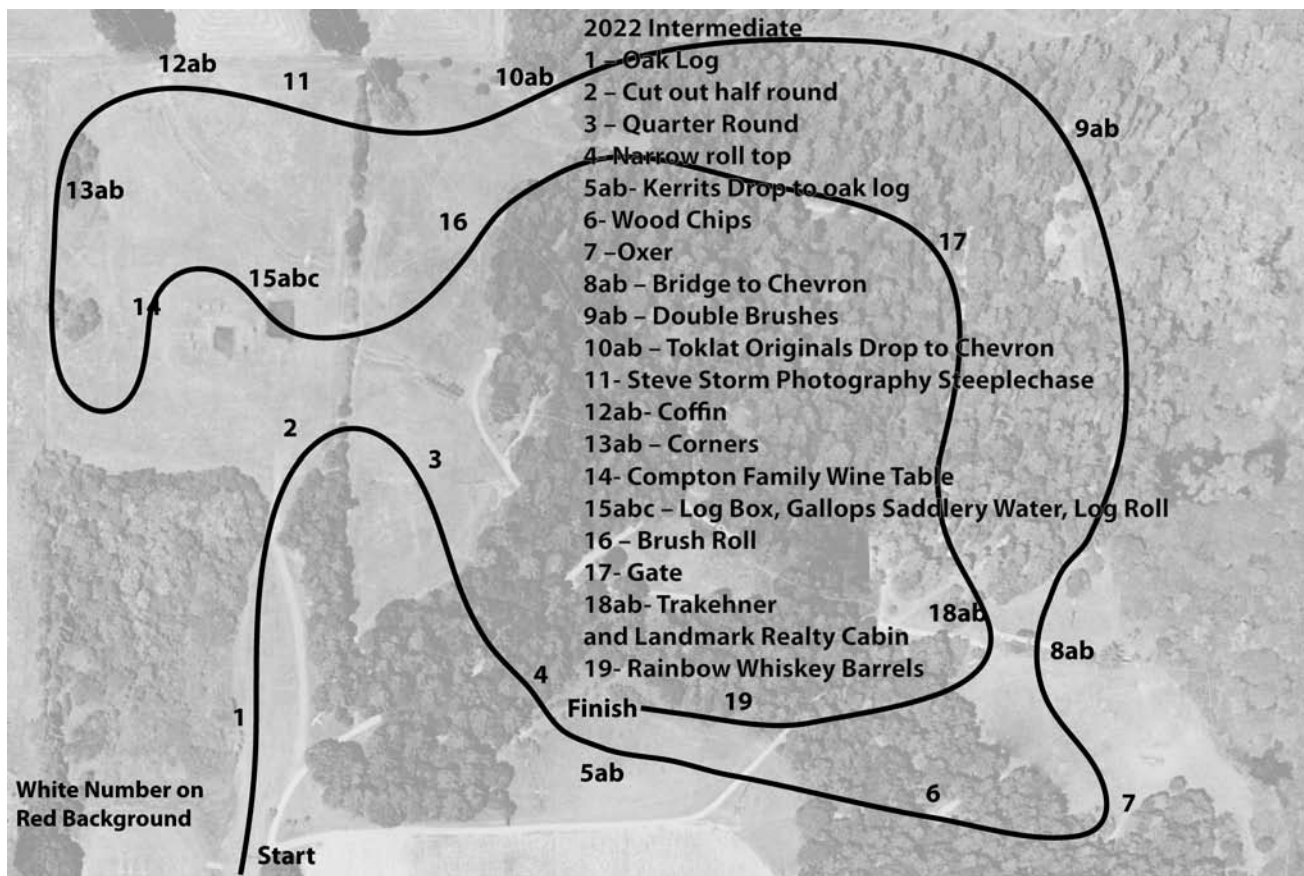 2022 Intermediate
1 – Oak Log
2 – Cut out half round
3 – Quarter Round
4- Narrow roll top
5ab- Kerrits Drop to oak log
6- Wood Chips
7 –Oxer
8ab – Bridge to Chevron
9ab – Double Brushes
10ab – Toklat Originals Drop to Chevron
11- Steve Storm Photography Steeplechase
12ab- Coffin
13ab – Corners
14- Compton Family Wine Table
15abc – Log Box, Gallops Saddlery Water, Log Roll
16 – Brush Roll
17- Gate
18ab- Trakehner
and Landmark Realty Cabin
19- Rainbow Whiskey Barrels
12ab
11
10ab
9ab
13ab
16
17
15abc
14
2
3
18ab
8ab
4
1
Finish
19
5ab
6
7
White Number on
Red Background
Start